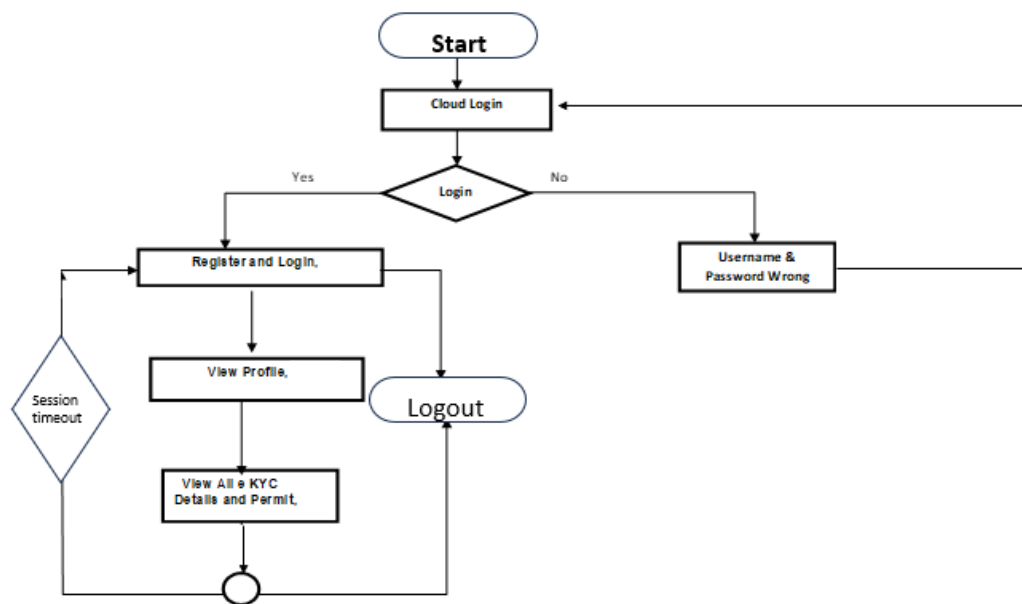 Start
Cloud Login
Yes
Login
No
Register and Login,
Username &
Password Wrong
View Profile,
Session
timeout
Logout
View All e KYC
Details and Permit,